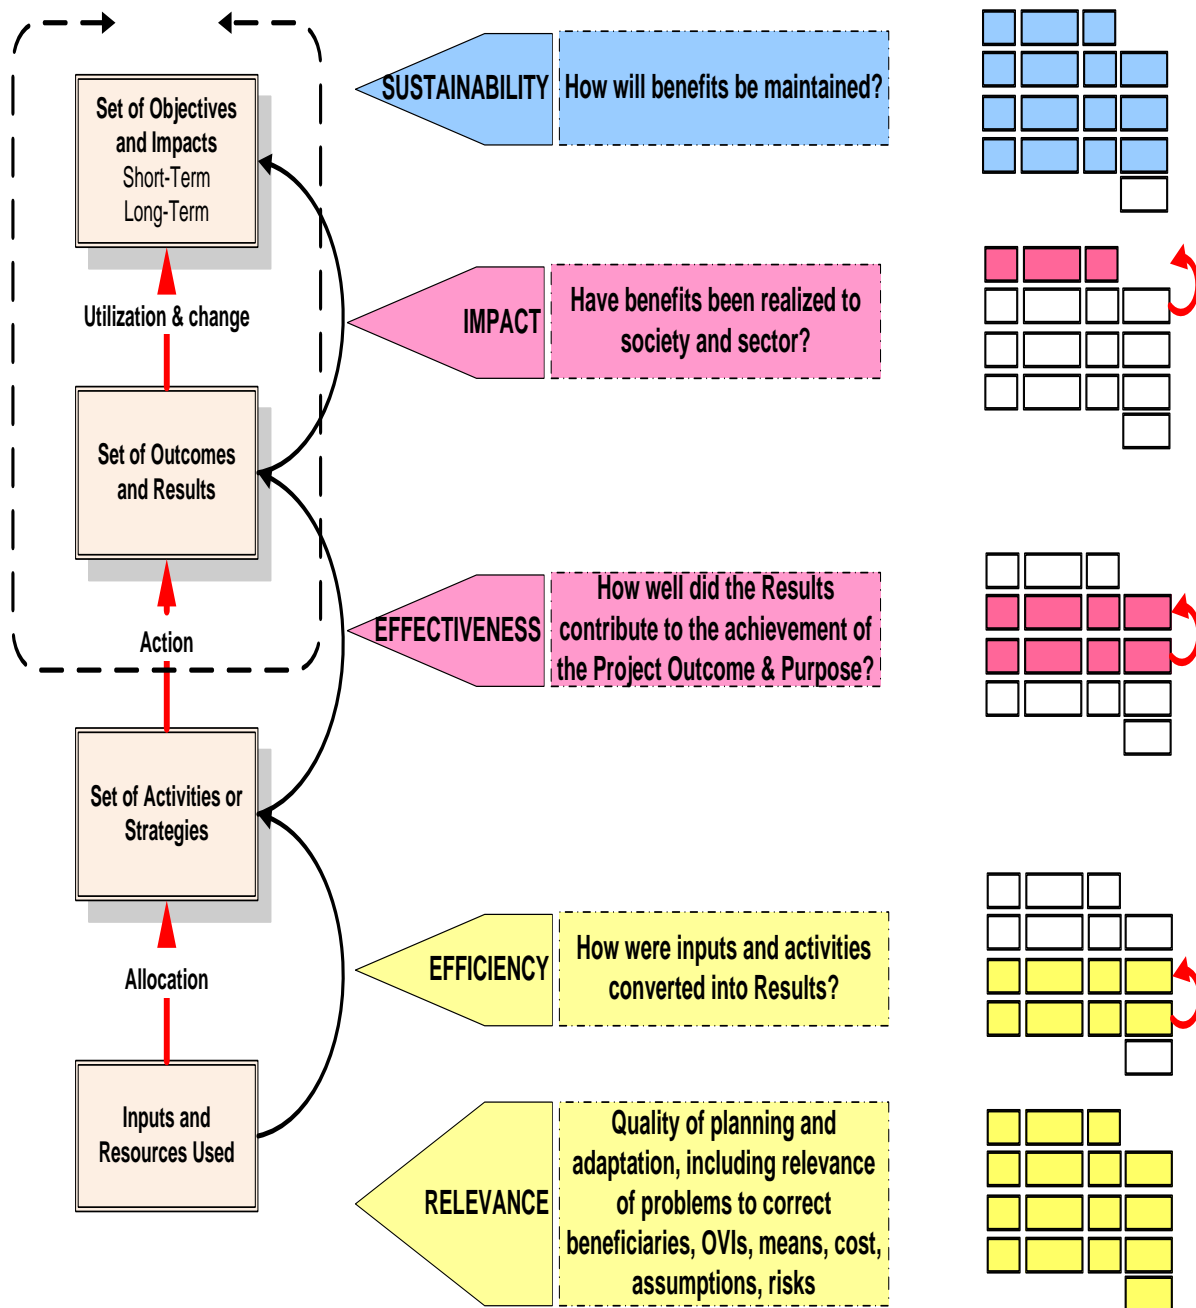 Set of Objectives
and Impacts
Short-Term
Long-Term
Utilization & change
Set of Outcomes
and Results
Action
Set of Activities or
Strategies
Allocation
Inputs and
Resources Used
SUSTAINABILITY
How will benefits be maintained?
IMPACT
Have benefits been realized to
society and sector?
EFFECTIVENESS
How well did the Results
contribute to the achievement of
the Project Outcome & Purpose?
EFFICIENCY
How were inputs and activities
converted into Results?
RELEVANCE
Quality of planning and
adaptation, including relevance
of problems to correct
beneficiaries, OVIs, means, cost,
assumptions, risks